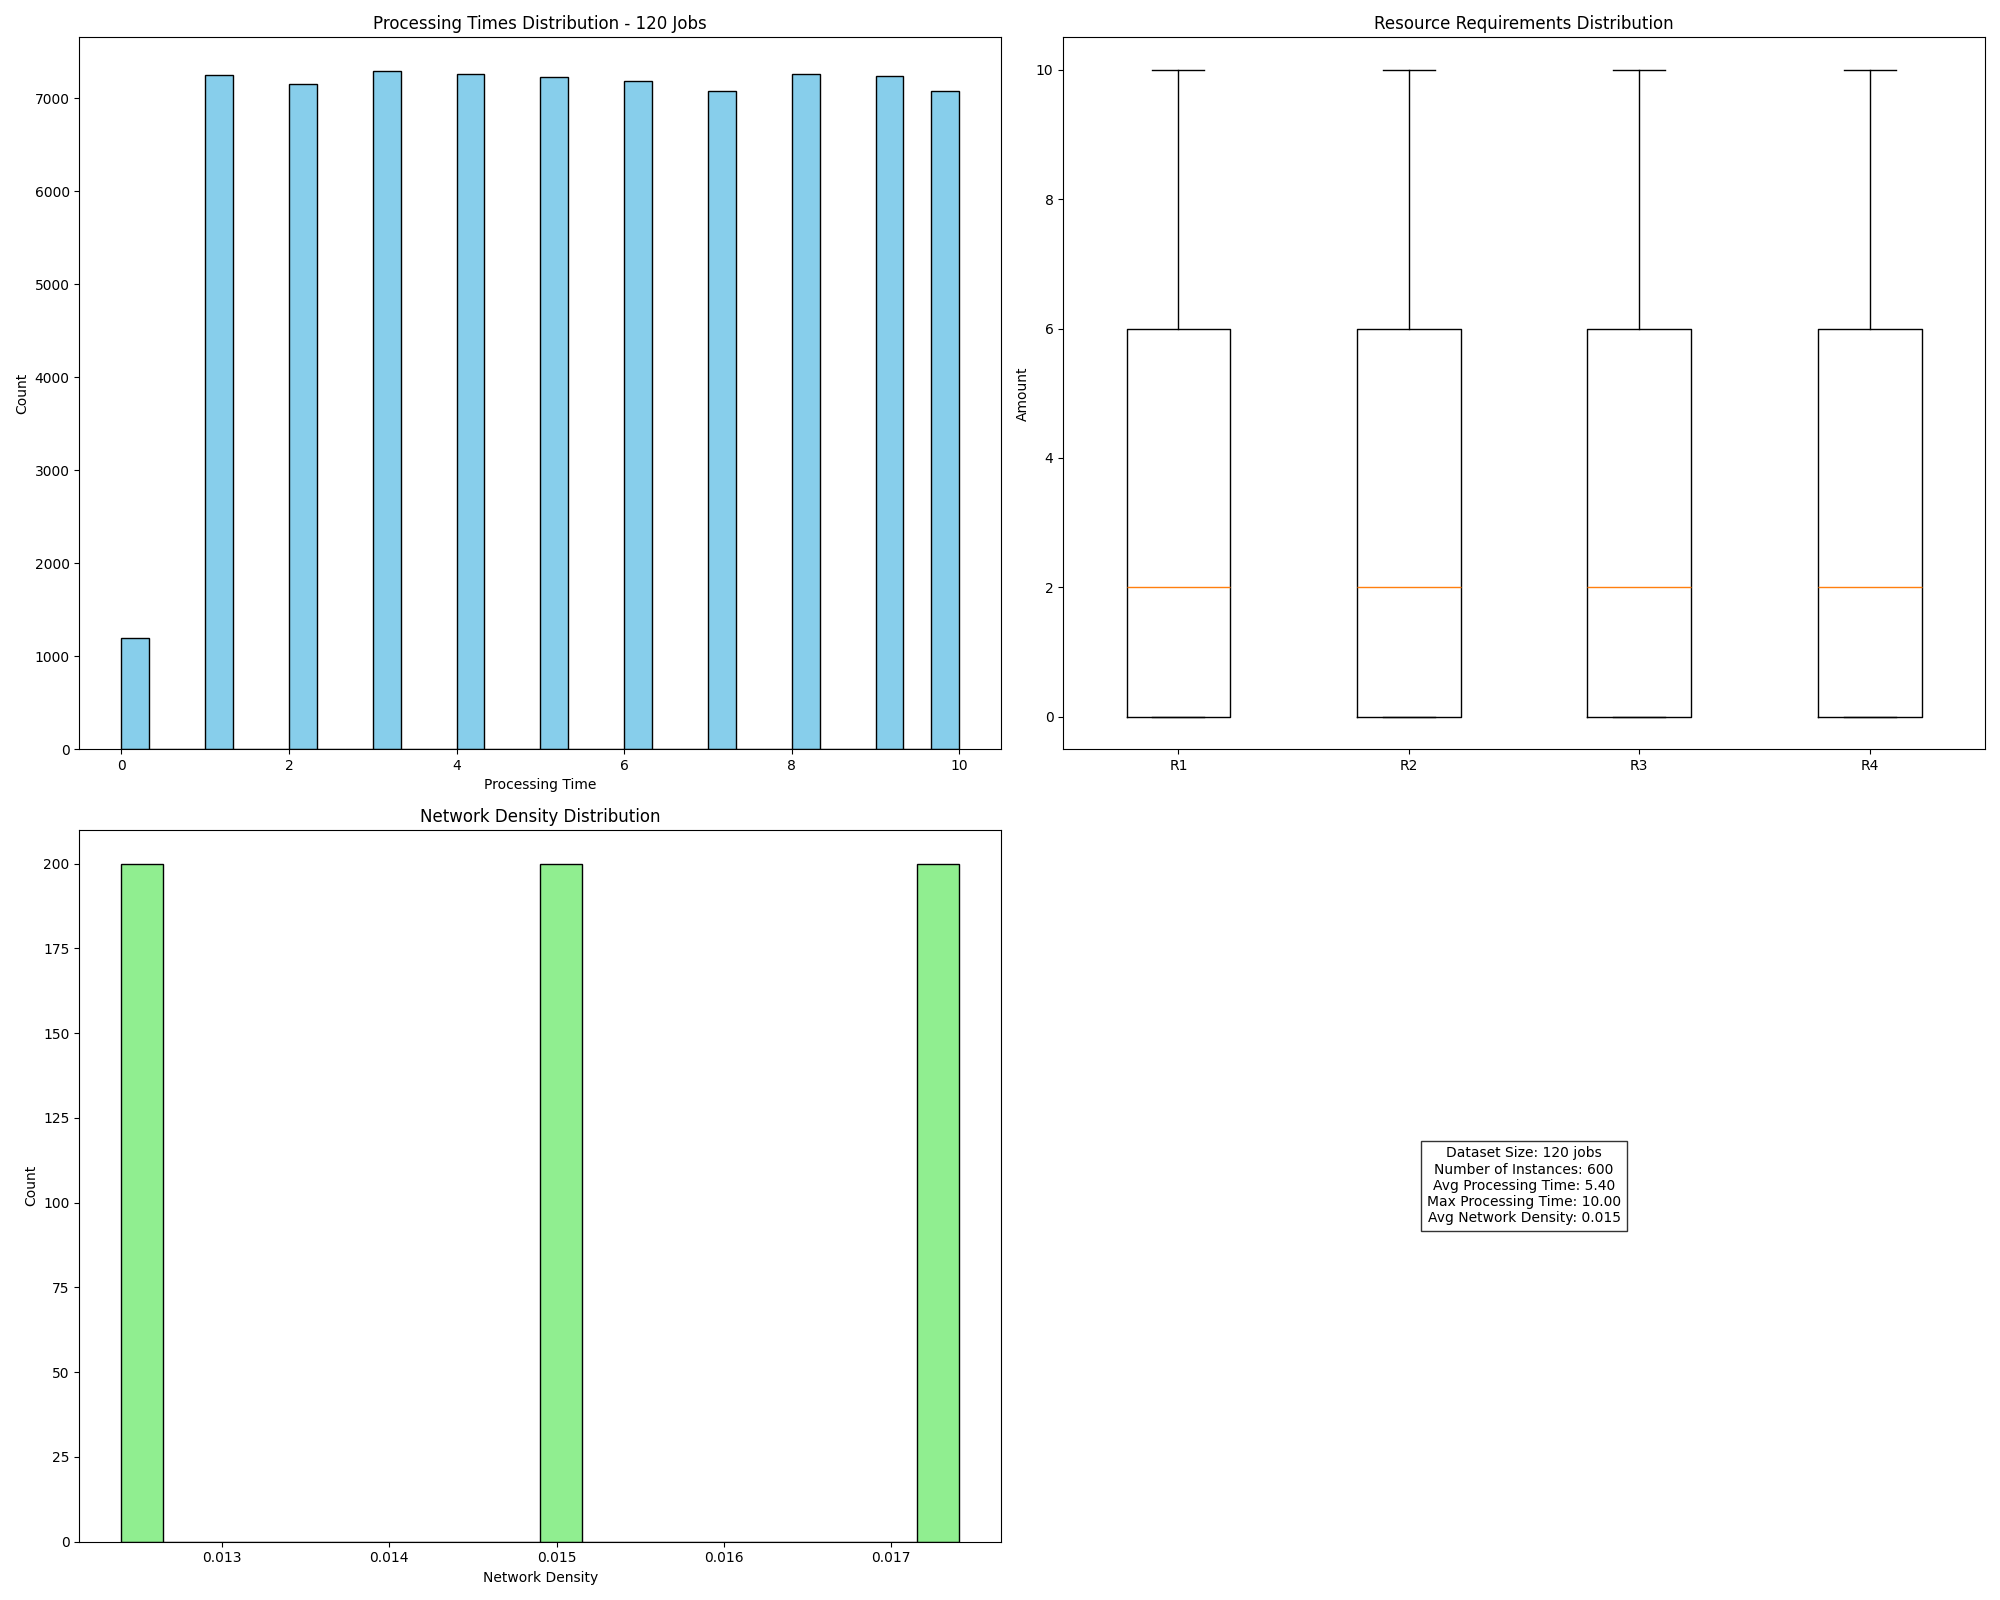 Processing Times Distribution - 120 Jobs
Count
7000
6000
5000
4000
3000
2000
1000
0
0 2 4 6 8 10
Processing Time
Resource Requirements Distribution
Amount
10
8
6
4
2
0
R1 R2 R3 R4
Network Density Distribution
Count
200
175
150
125
100
75
50
25
0
0.013 0.014 0.015 0.016 0.017
Network Density
Dataset Size: 120 jobs
Number of Instances: 600
Avg Processing Time: 5.40
Max Processing Time: 10.00
Avg Network Density: 0.015